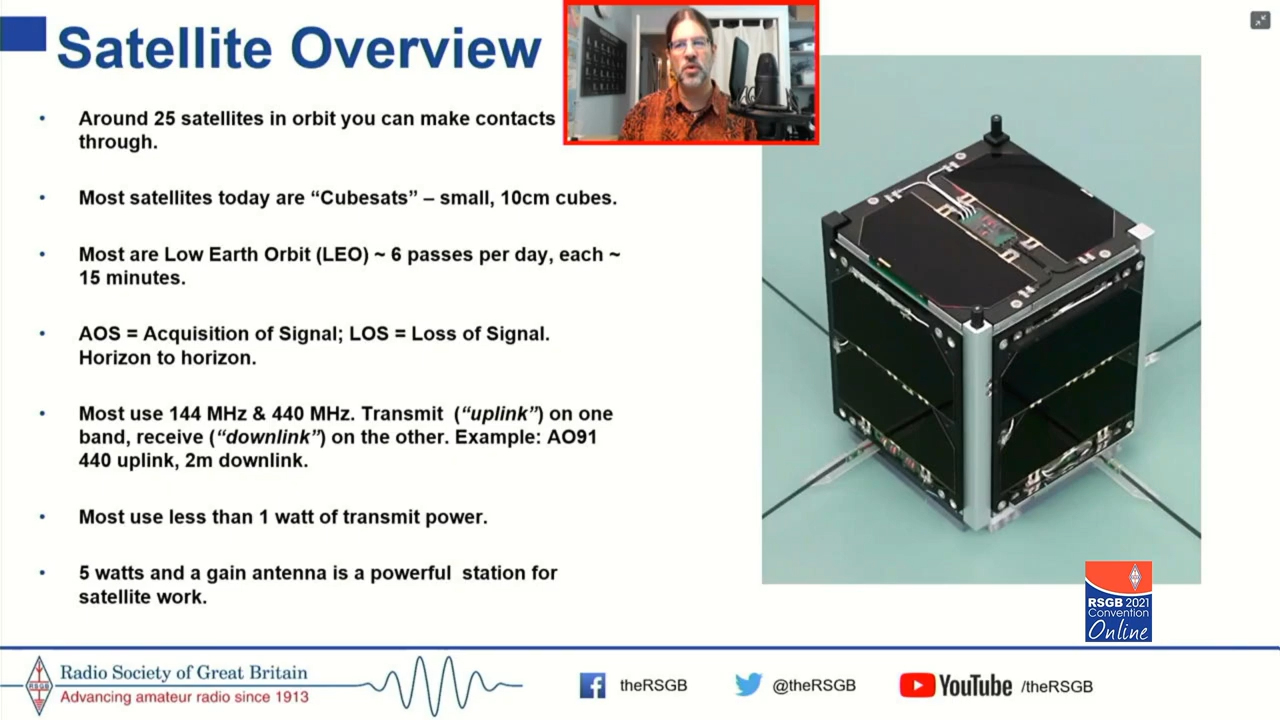 Satellite Overview
• Around 25 satellites in orbit you can make contacts
through.
• Most satellites today are “Cubesats” – small, 10cm cubes.
• Most are Low Earth Orbit (LEO) ~ 6 passes per day, each ~
15 minutes.
• AOS = Acquisition of Signal; LOS = Loss of Signal.
Horizon to horizon.
• Most use 144 MHz & 440 MHz. Transmit (“uplink”) on one
band, receive (“downlink”) on the other. Example: AO91
440 uplink, 2m downlink.
• Most use less than 1 watt of transmit power.
• 5 watts and a gain antenna is a powerful station for
satellite work.
RSGB 2021
Convention
Online
RSGB
Radio Society of Great Britain
Advancing amateur radio since 1913
theRSGB
@theRSGB
YouTube /theRSGB